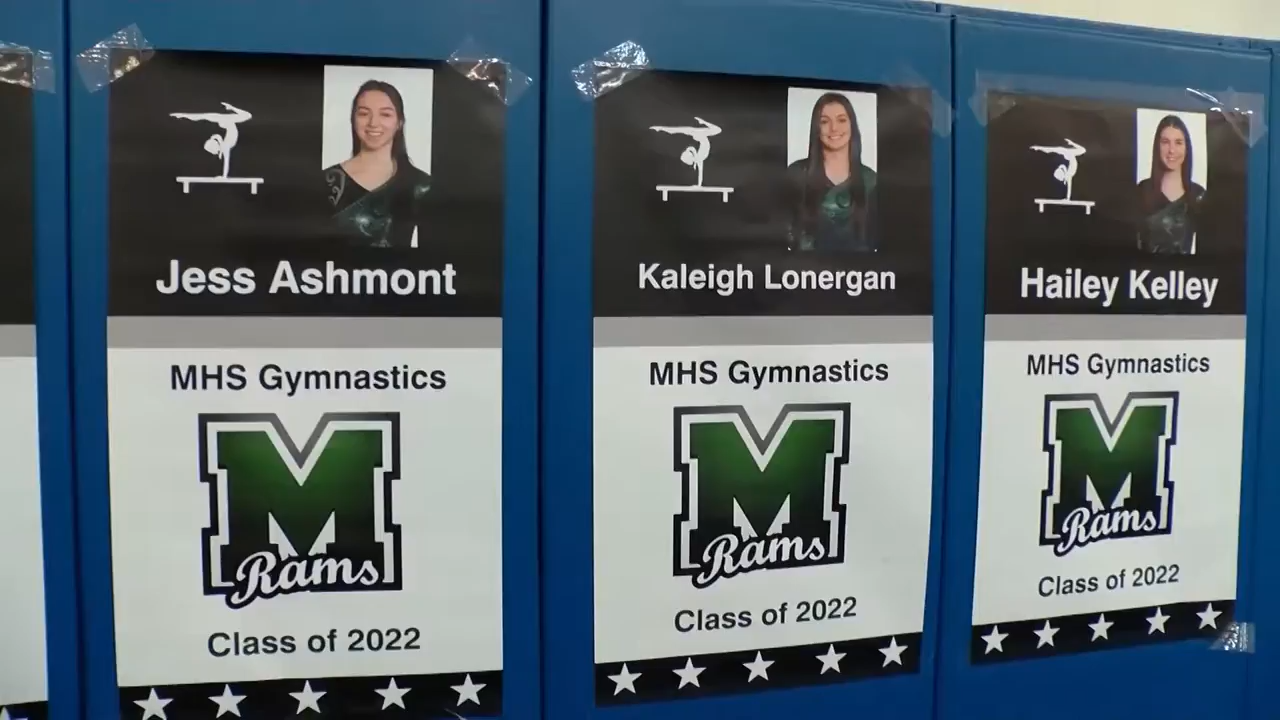 Jess Ashmont
MHS Gymnastics
M
Rams
Class of 2022
Kaleigh Lonergan
MHS Gymnastics
M
Rams
Class of 2022
Hailey Kelley
MHS Gymnastics
M
Rams
Class of 2022